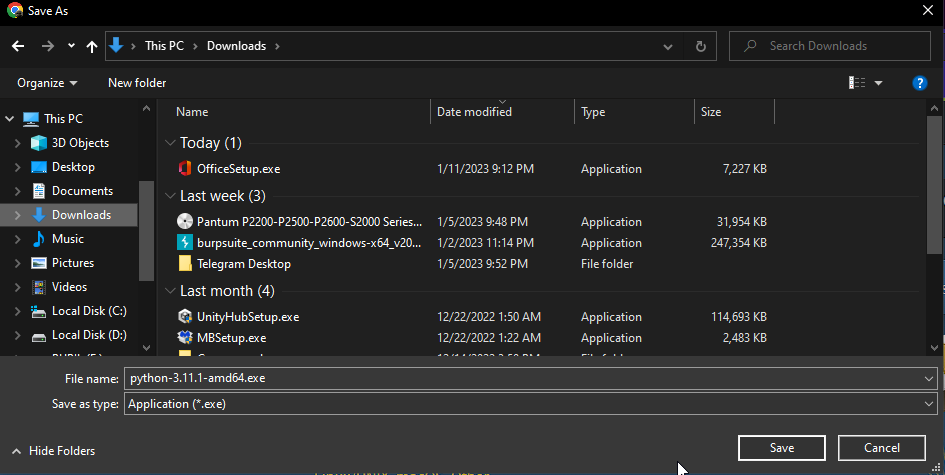 Save As
This PC > Downloads >
Search Downloads
Organize New folder
Name Date modified Type Size
This PC
3D Objects
Desktop
Documents
Downloads
Music
Pictures
Videos
Local Disk (C:)
Local Disk (D:)
Today (1)
OfficeSetup.exe 1/11/2023 9:12 PM Application 7,227 KB
Last week (3)
Pantum P2200-P2500-P2600-S2000 Series... 1/5/2023 9:48 PM Application 31,954 KB
burpsuite_community_windows-x64_v20... 1/2/2023 11:14 PM Application 247,354 KB
Telegram Desktop 1/5/2023 9:52 PM File folder
Last month (4)
UnityHubSetup.exe 12/22/2022 1:50 AM Application 114,693 KB
MBSetup.exe 12/22/2022 1:22 AM Application 2,483 KB
File name: python-3.11.1-amd64.exe
Save as type: Application (*.exe)
Hide Folders
Save Cancel